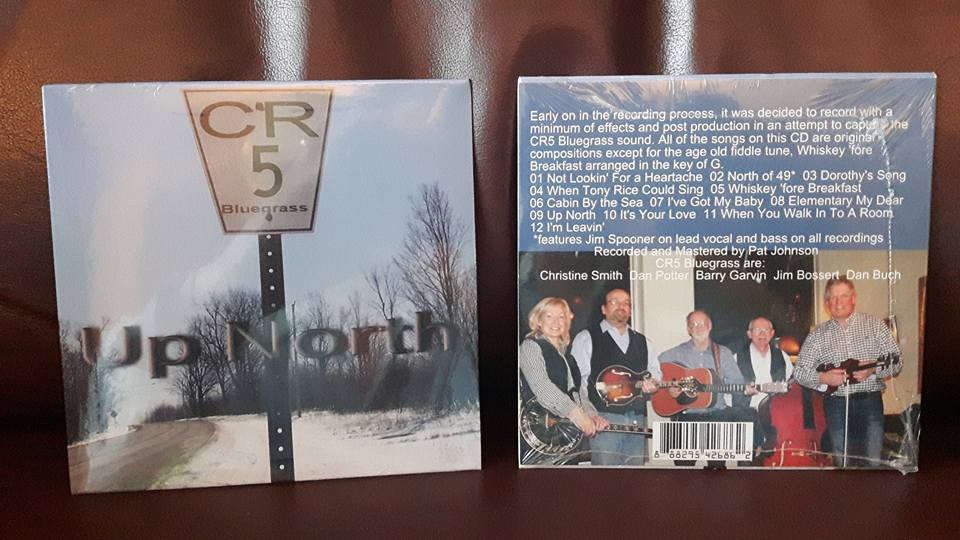 CR
5
Bluegrass
Up North
Early on in the recording process, it was decided to record with a
minimum of effects and post production in an attempt to capture the
CR5 Bluegrass sound. All of the songs on this CD are original
compositions except for the age old fiddle tune, Whiskey 'fore
Breakfast arranged in the key of G.
01 Not Lookin' For a Heartache 02 North of 49* 03 Dorothy's Song
04 When Tony Rice Could Sing 05 Whiskey 'fore Breakfast
06 Cabin By the Sea 07 I've Got My Baby 08 Elementary My Dear
09 Up North 10 It's Your Love 11 When You Walk In To A Room
12 I'm Leavin'
*features Jim Spooner on lead vocal and bass on all recordings
Recorded and Mastered by Pat Johnson
CR5 Bluegrass are:
Christine Smith Dan Potter Barry Garvin Jim Bossert Dan Buch
8 68295 42686 2